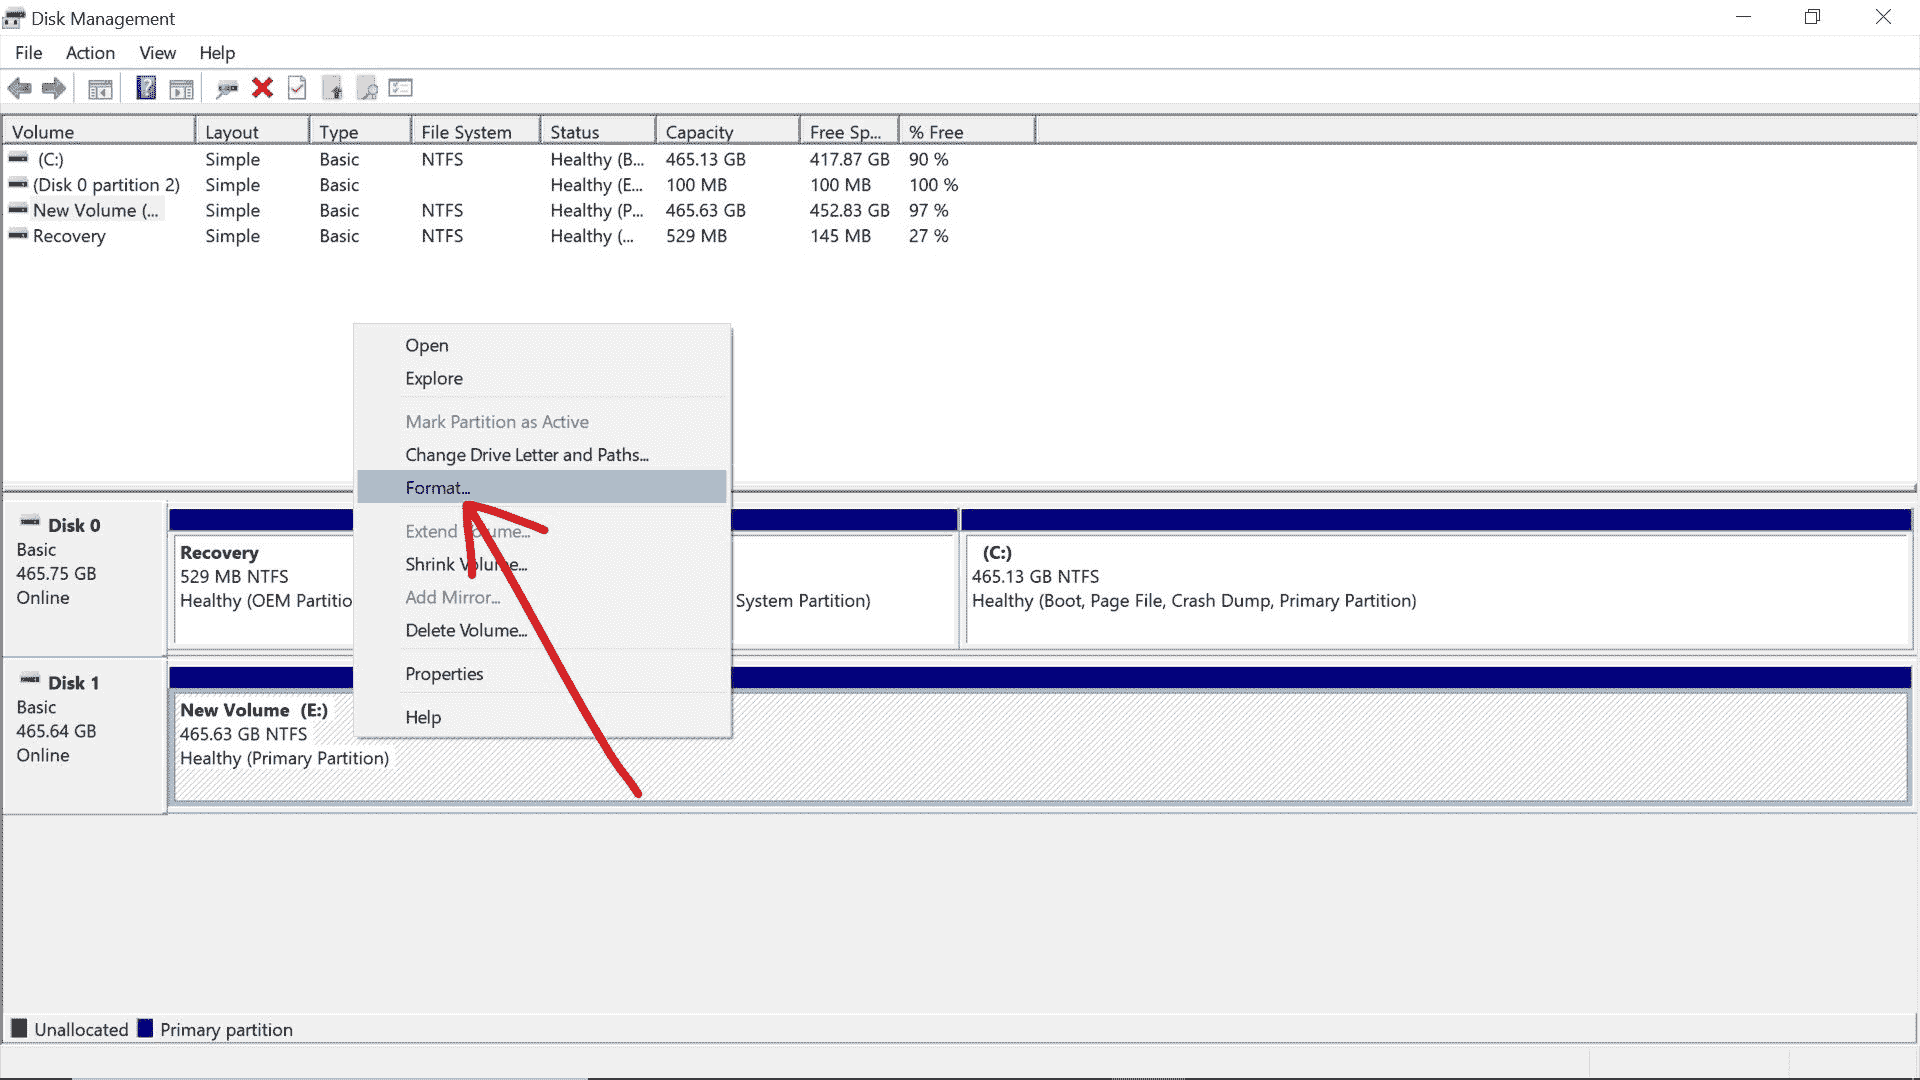 Disk Management
File Action View Help
Volume Layout Type File System Status Capacity Free Sp... % Free
(C:) Simple Basic NTFS Healthy (B... 465.13 GB 417.87 GB 90 %
(Disk 0 partition 2) Simple Basic Healthy (E... 100 MB 100 MB 100 %
New Volume (... Simple Basic NTFS Healthy (P... 465.63 GB 452.83 GB 97 %
Recovery Simple Basic NTFS Healthy (... 529 MB 145 MB 27 %
Open
Explore
Mark Partition as Active
Change Drive Letter and Paths...
Format...
Extend Volume...
Shrink Volume...
Add Mirror...
Delete Volume...
Properties
Help
Disk 0
Basic
465.75 GB
Online
Recovery
529 MB NTFS
Healthy (OEM Partitio
System Partition)
(C:)
465.13 GB NTFS
Healthy (Boot, Page File, Crash Dump, Primary Partition)
Disk 1
Basic
465.64 GB
Online
New Volume (E:)
465.63 GB NTFS
Healthy (Primary Partition)
Unallocated Primary partition